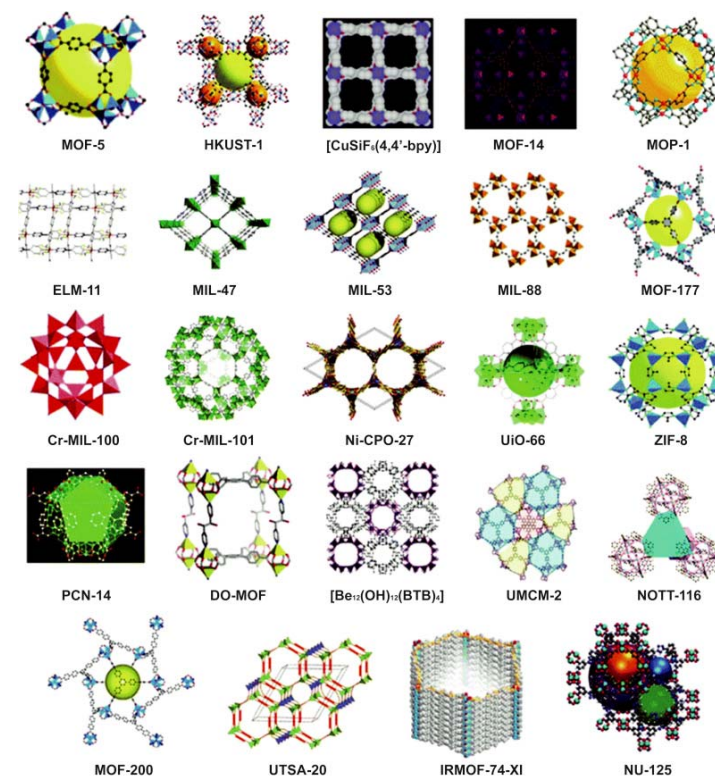 MOF-5 HKUST-1 [CuSiF₆(4,4'-bpy)] MOF-14 MOP-1
ELM-11 MIL-47 MIL-53 MIL-88 MOF-177
Cr-MIL-100 Cr-MIL-101 Ni-CPO-27 UiO-66 ZIF-8
PCN-14 DO-MOF [Be₁₂(OH)₁₂(BTB)₄] UMCM-2 NOTT-116
MOF-200 UTSA-20 IRMOF-74-XI NU-125